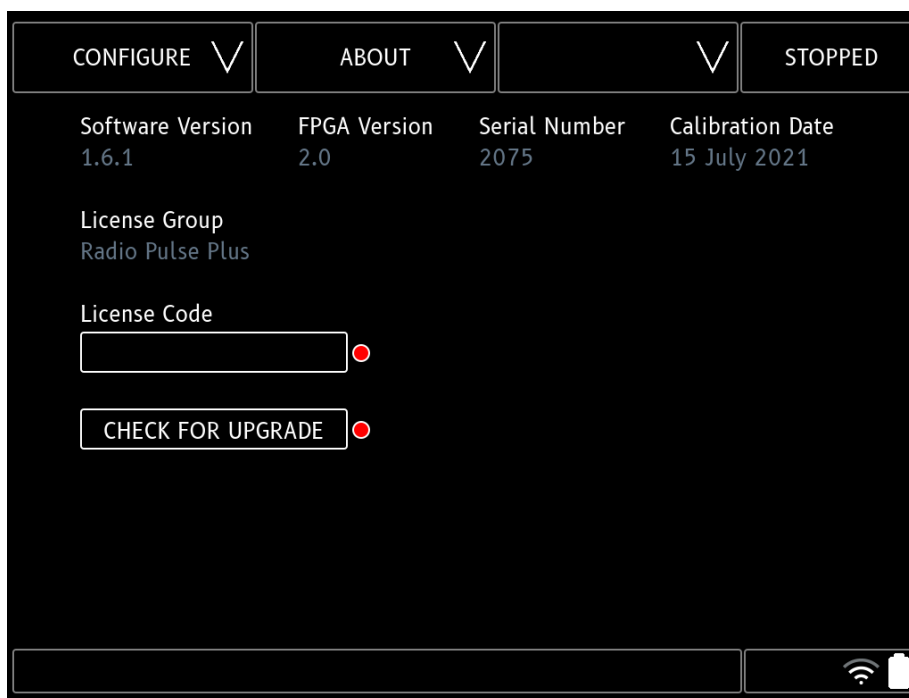 CONFIGURE ABOUT STOPPED
Software Version FPGA Version Serial Number Calibration Date
1.6.1 2.0 2075 15 July 2021
License Group
Radio Pulse Plus
License Code
CHECK FOR UPGRADE